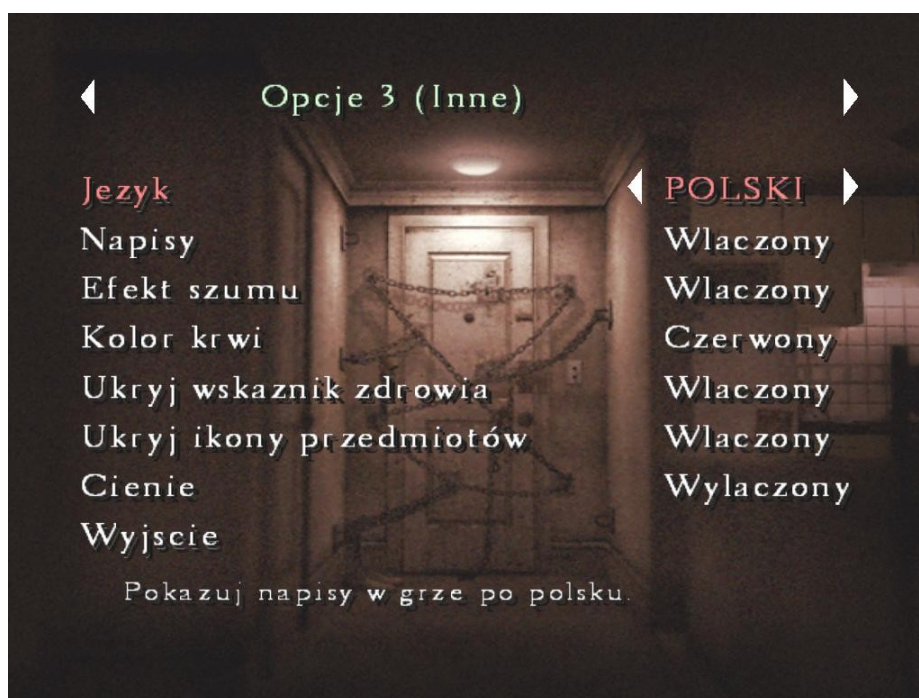 Opcje 3 (Inne)
Jezyk POLSKI
Napisy Wlaczony
Efekt szumu Wlaczony
Kolor krwi Czerwony
Ukryj wskaznik zdrowia Wlaczony
Ukryj ikony przedmiotów Wlaczony
Cienie Wylaczony
Wyjscie
Pokazuj napisy w grze po polsku.